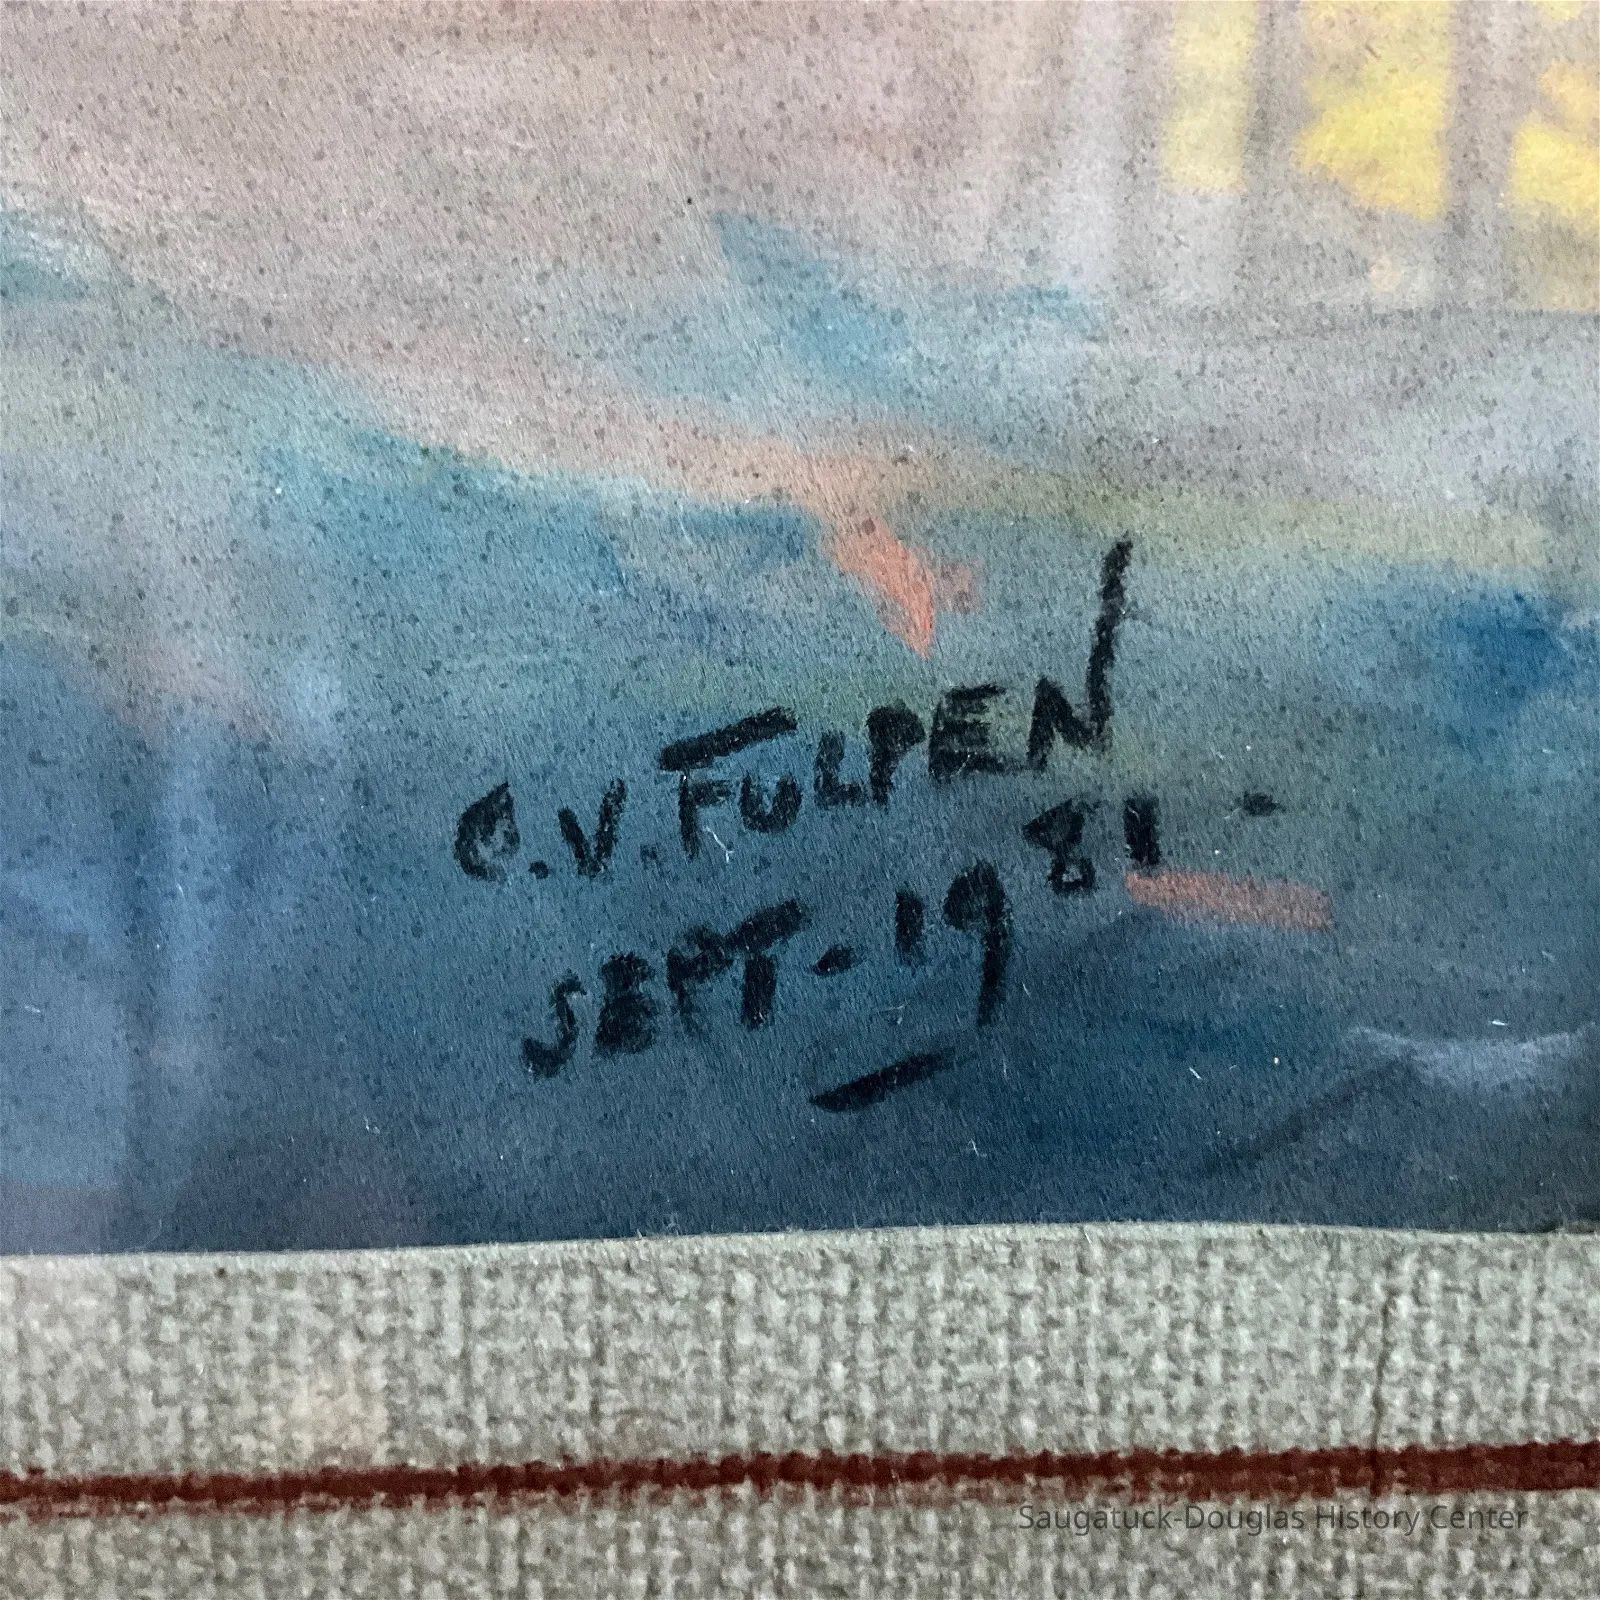 C.V. FULPEN
SEPT-1981-
Saugatuck-Douglas History Center